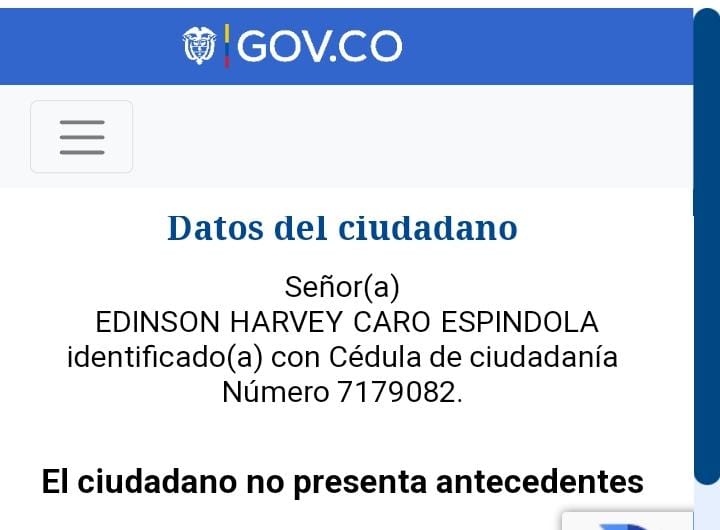 GOV.CO
Datos del ciudadano
Señor(a)
EDINSON HARVEY CARO ESPINDOLA
identificado(a) con Cédula de ciudadanía
Número 7179082.
El ciudadano no presenta antecedentes